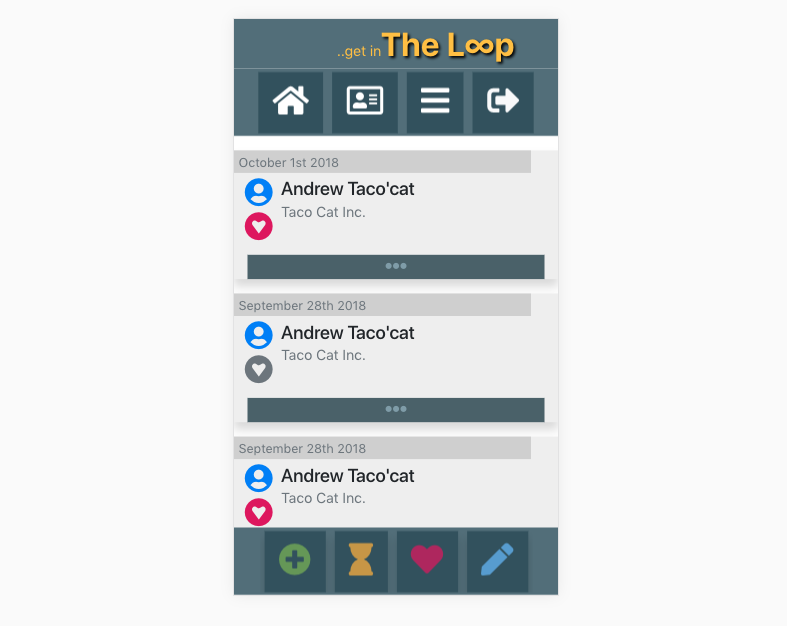 ..get in The L∞p
October 1st 2018
Andrew Taco'cat
Taco Cat Inc.
September 28th 2018
Andrew Taco'cat
Taco Cat Inc.
September 28th 2018
Andrew Taco'cat
Taco Cat Inc.